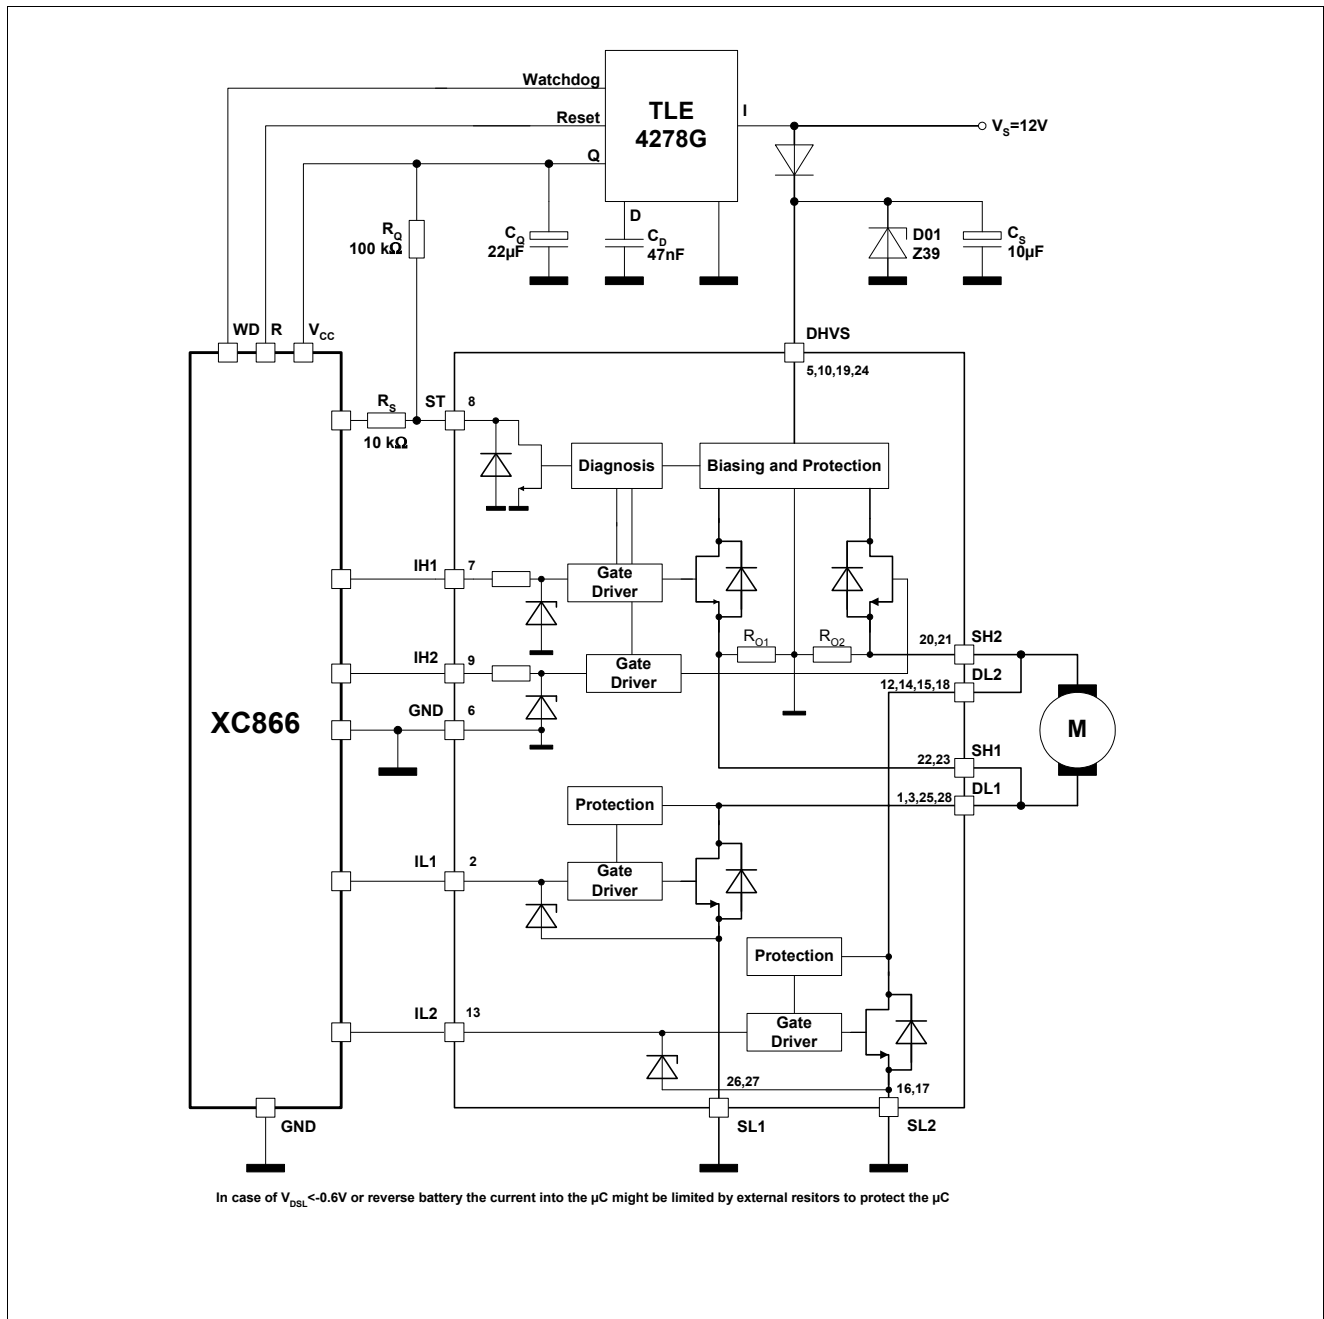 Watchdog
TLE
4278G
I
Reset
V_S=12V
Q
D
R_Q
100 kΩ
C_Q
22µF
C_D
47nF
D01
Z39
C_S
10µF
WD
R
V_CC
DHVS
5,10,19,24
R_S
10 kΩ
ST
8
Diagnosis
Biasing and Protection
IH1
7
Gate
Driver
R_O1
R_O2
20,21
SH2
IH2
9
Gate
Driver
12,14,15,18
DL2
GND
6
XC866
M
22,23
SH1
Protection
1,3,25,28
DL1
IL1
2
Gate
Driver
Protection
IL2
13
Gate
Driver
26,27
16,17
GND
SL1
SL2
In case of V_DSL<-0.6V or reverse battery the current into the µC might be limited by external resitors to protect the µC